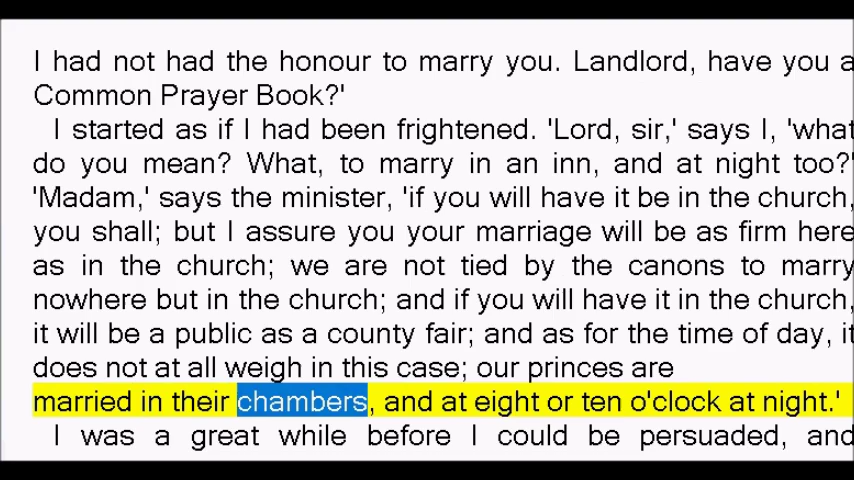 I had not had the honour to marry you. Landlord, have you a
Common Prayer Book?'
I started as if I had been frightened. 'Lord, sir,' says I, 'what
do you mean? What, to marry in an inn, and at night too?'
'Madam,' says the minister, 'if you will have it be in the church,
you shall; but I assure you your marriage will be as firm here
as in the church; we are not tied by the canons to marry
nowhere but in the church; and if you will have it in the church,
it will be a public as a county fair; and as for the time of day, it
does not at all weigh in this case; our princes are
married in their chambers, and at eight or ten o'clock at night.'
I was a great while before I could be persuaded, and